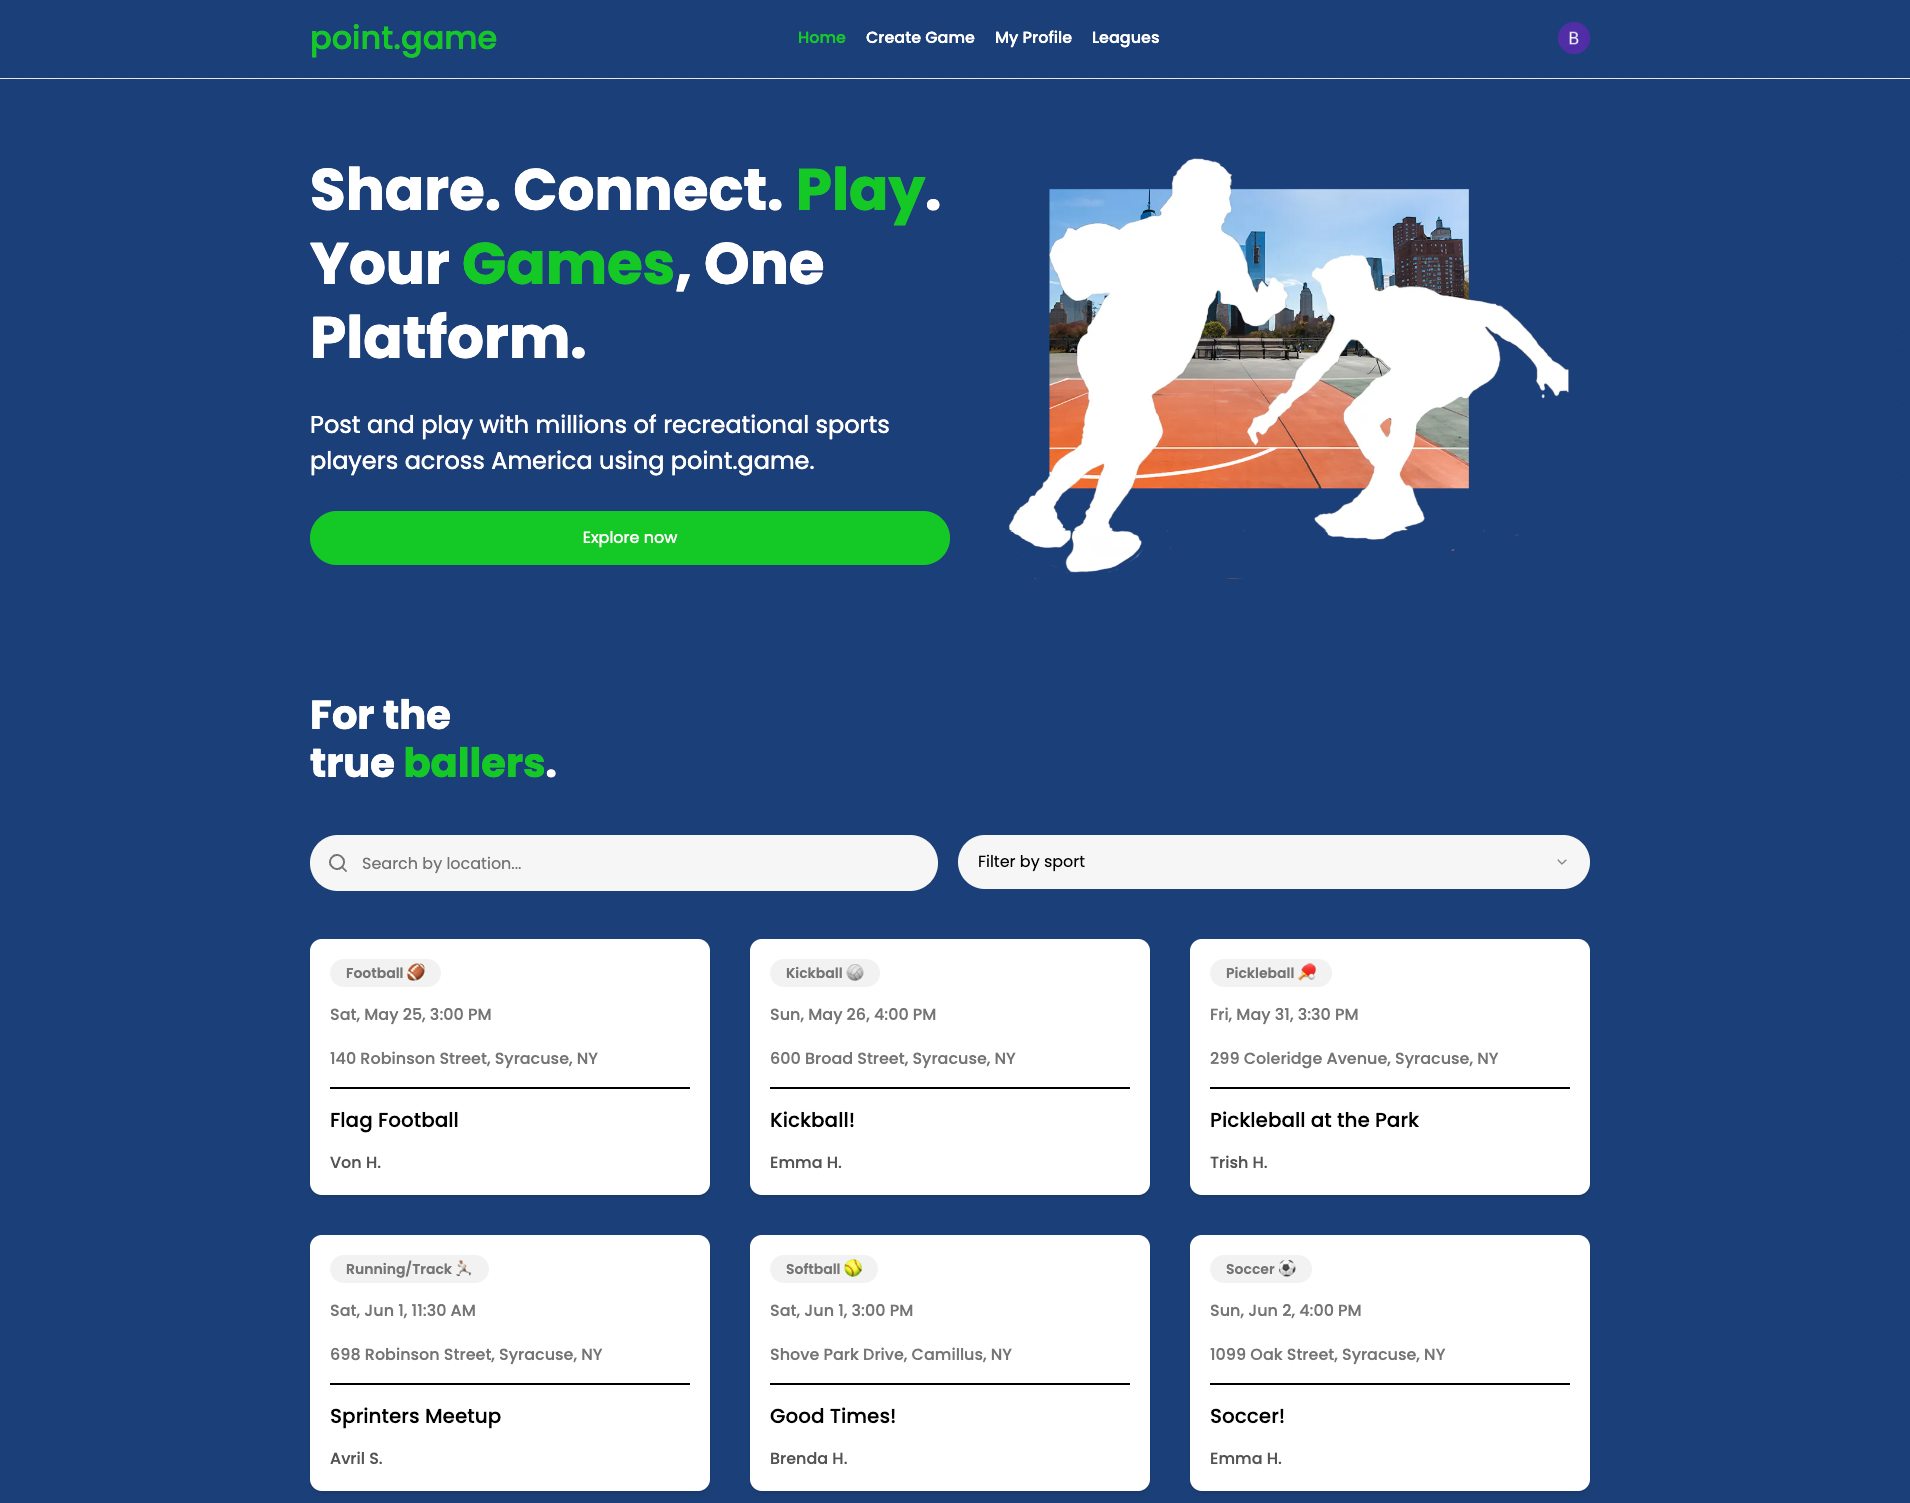 point.game
Home Create Game My Profile Leagues
B
Share. Connect. Play.
Your Games, One
Platform.
Post and play with millions of recreational sports
players across America using point.game.
Explore now
For the
true ballers.
Search by location...
Filter by sport
Football 🏈
Sat, May 25, 3:00 PM
140 Robinson Street, Syracuse, NY
Flag Football
Von H.
Kickball 🏐
Sun, May 26, 4:00 PM
600 Broad Street, Syracuse, NY
Kickball!
Emma H.
Pickleball 🏓
Fri, May 31, 3:30 PM
299 Coleridge Avenue, Syracuse, NY
Pickleball at the Park
Trish H.
Running/Track 🏃
Sat, Jun 1, 11:30 AM
698 Robinson Street, Syracuse, NY
Sprinters Meetup
Avril S.
Softball 🥎
Sat, Jun 1, 3:00 PM
Shove Park Drive, Camillus, NY
Good Times!
Brenda H.
Soccer ⚽
Sun, Jun 2, 4:00 PM
1099 Oak Street, Syracuse, NY
Soccer!
Emma H.